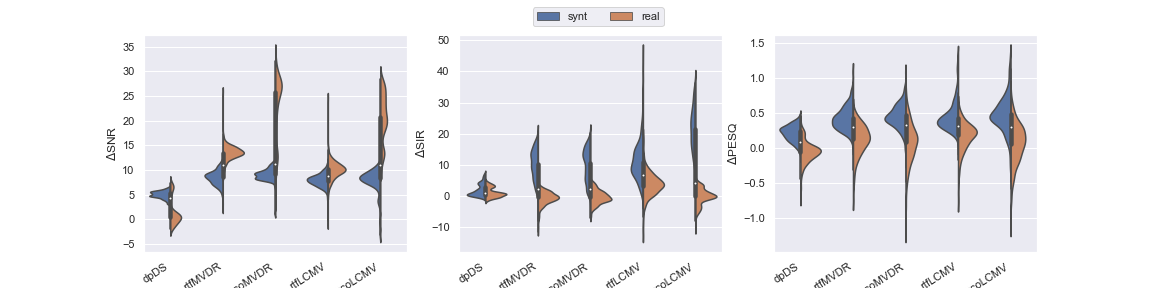 synt real
ΔSNR
35
30
25
20
15
10
5
0
−5
dpDS rtfMVDR
rtfLCMV
ΔSIR
50
40
30
20
10
0
−10
dpDS rtfMVDR
rtfLCMV
ΔPESQ
1.5
1.0
0.5
0.0
−0.5
−1.0
dpDS rtfMVDR
rtfLCMV